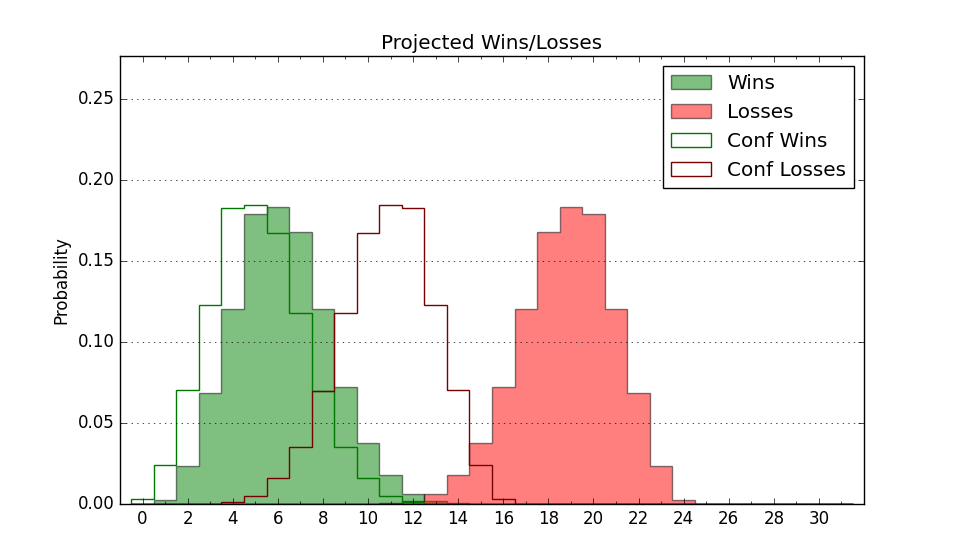 Projected Wins/Losses
Wins
Losses
Conf Wins
Conf Losses
Probability
0.25
0.20
0.15
0.10
0.05
0.00
0 2 4 6 8 10 12 14 16 18 20 22 24 26 28 30